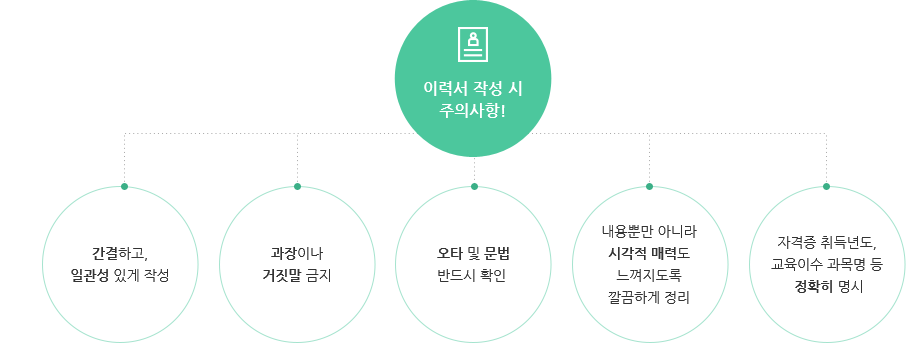 이력서 작성 시
주의사항!
간결하고,
일관성 있게 작성
과장이나
거짓말 금지
오타 및 문법
반드시 확인
내용뿐만 아니라
시각적 매력도
느껴지도록
깔끔하게 정리
자격증 취득년도,
교육이수 과목명 등
정확히 명시